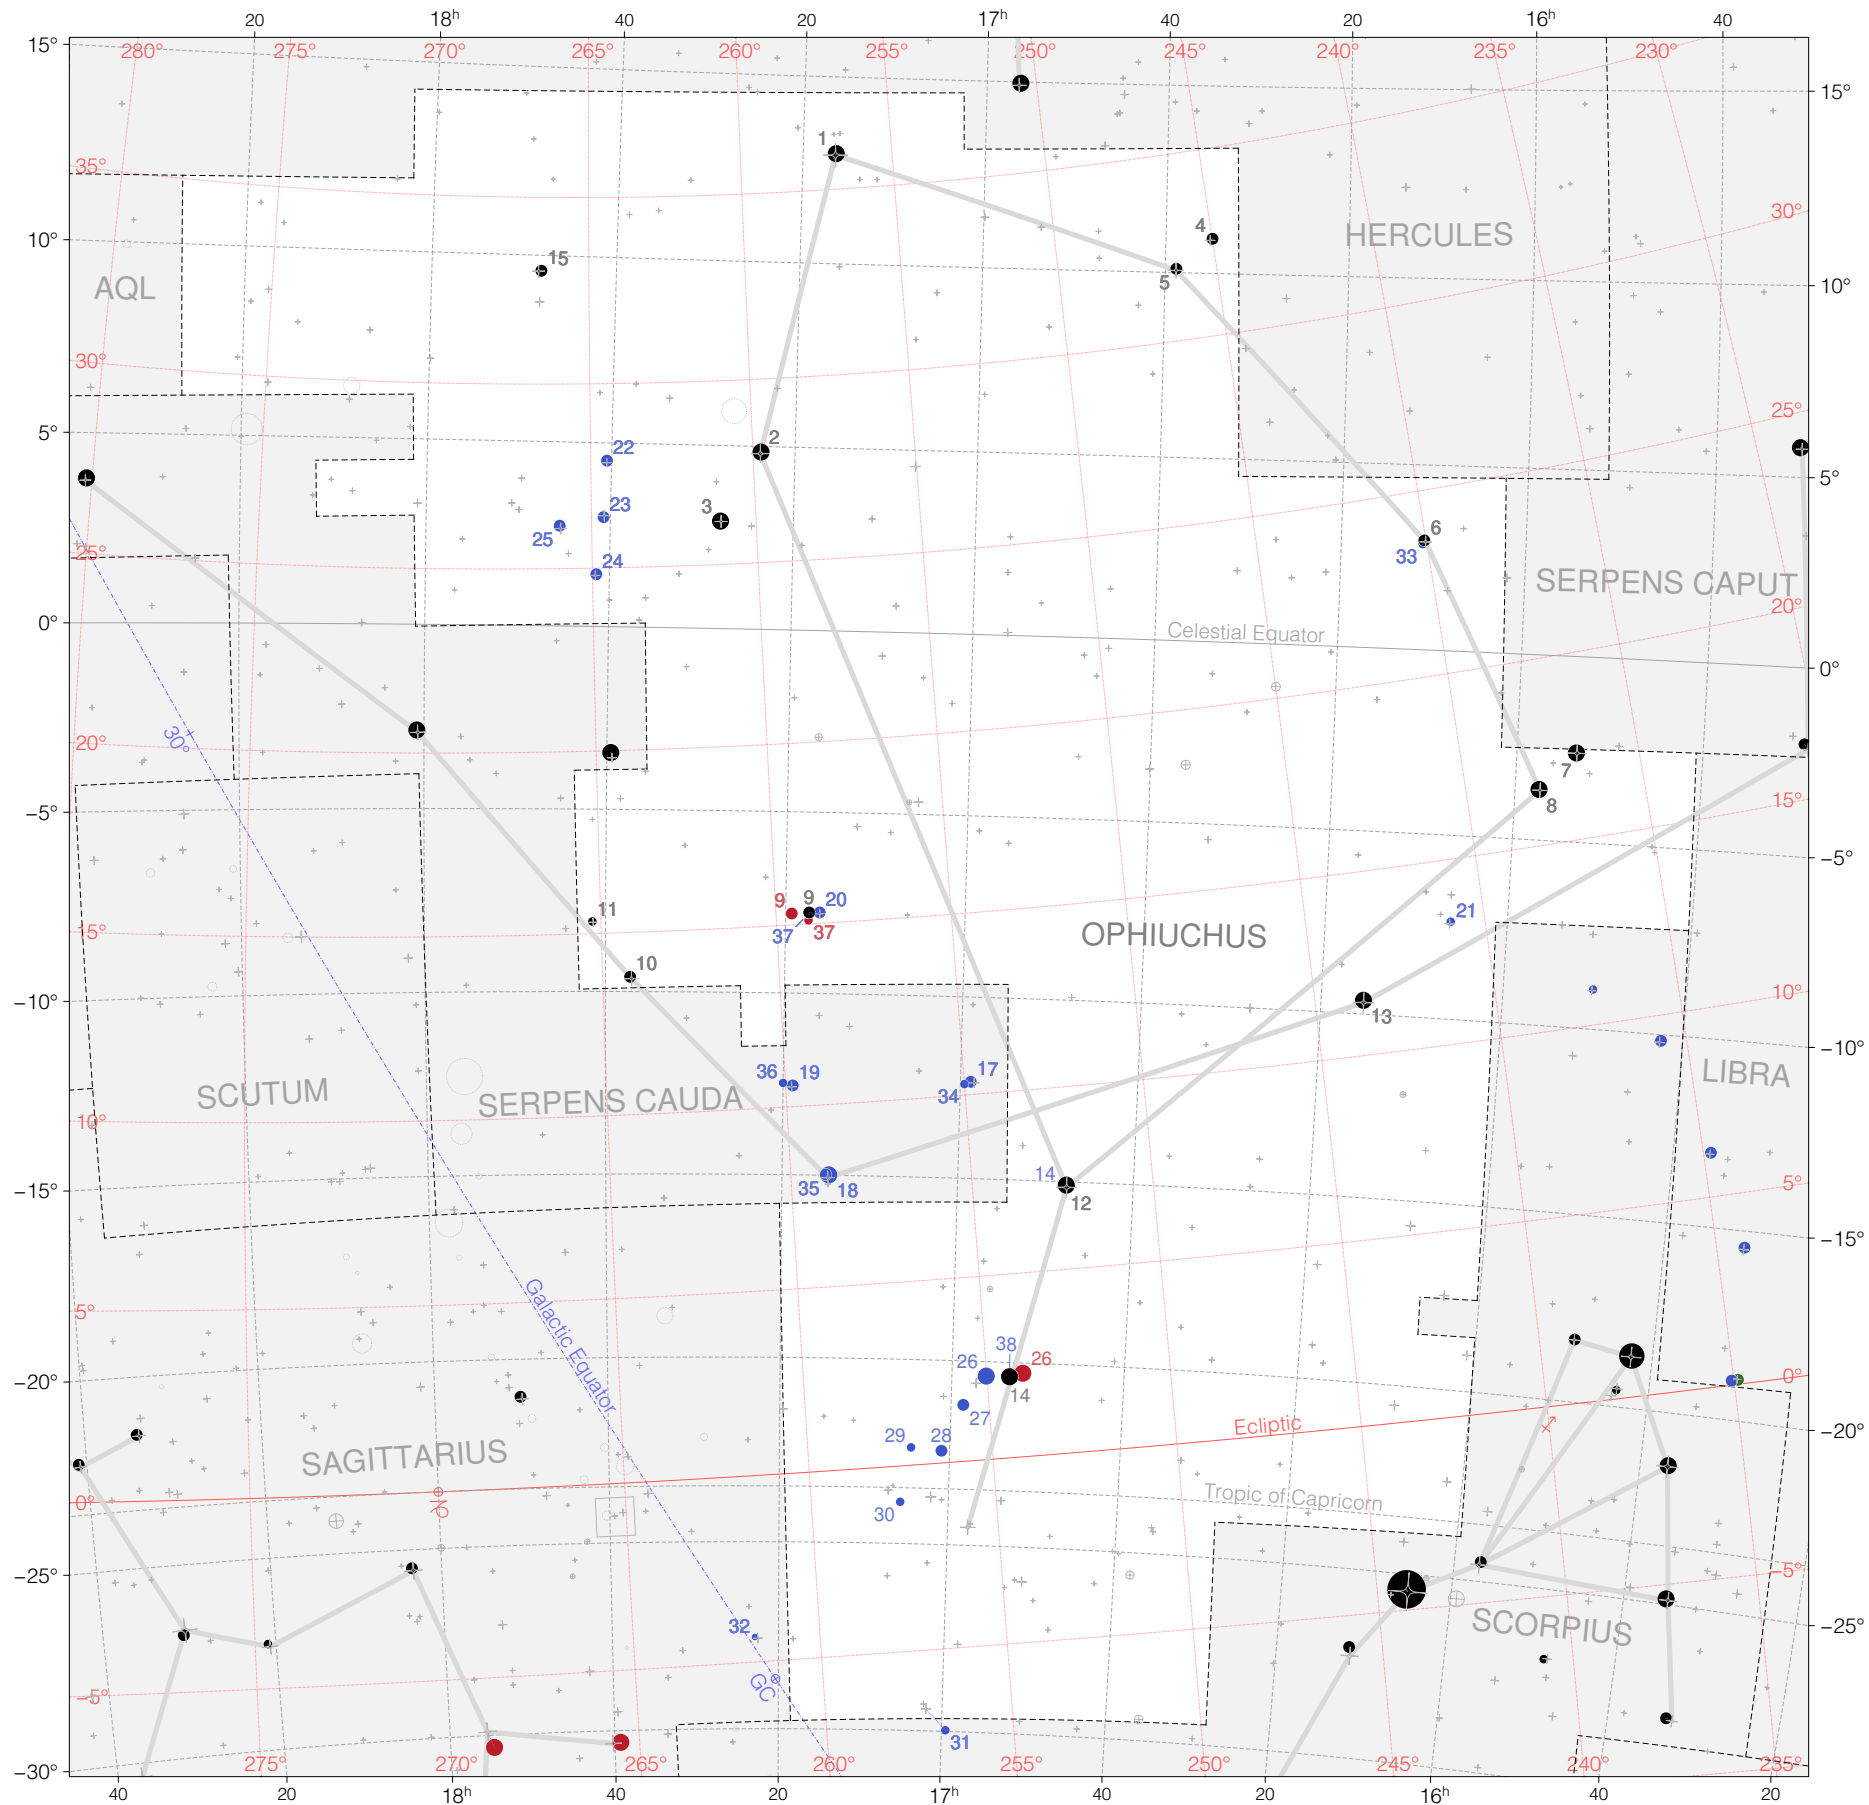 20 18h 40 20 17h 40 20 16h 40
15° 280° 275° 270° 265° 260° 255° 250° 245° 240° 235° 230°
15°
1
35°
4 30°
HERCULES
10° 15 5 10°
AQL
30°
25°
2
5° 22 5°
3 23 6
25 33
25° 24 SERPENS CAPUT
20°
0° Celestial Equator 0°
30°
20° 7
8 15°
−5° −5°
9 9 20
11 37 37 21
15° OPHIUCHUS
10
−10° 10°
13
−10°
36 19 17 LIBRA
SCUTUM SERPENS CAUDA 34
10°
14
−15° 35 18 12 5°
−15°
Galactic Equator
5°
38
26 26
−20° 14 0°
27
29 28 Ecliptic ♐ −20°
SAGITTARIUS
0° ♑ 30 Tropic of Capricorn
−25° −5°
32 SCORPIUS −25°
GC
−5°
31
−30° 275° 270° 265° 260° 255° 250° 245° 240° 235°
40 20 18h 40 20 17h 40 20 16h 40 20